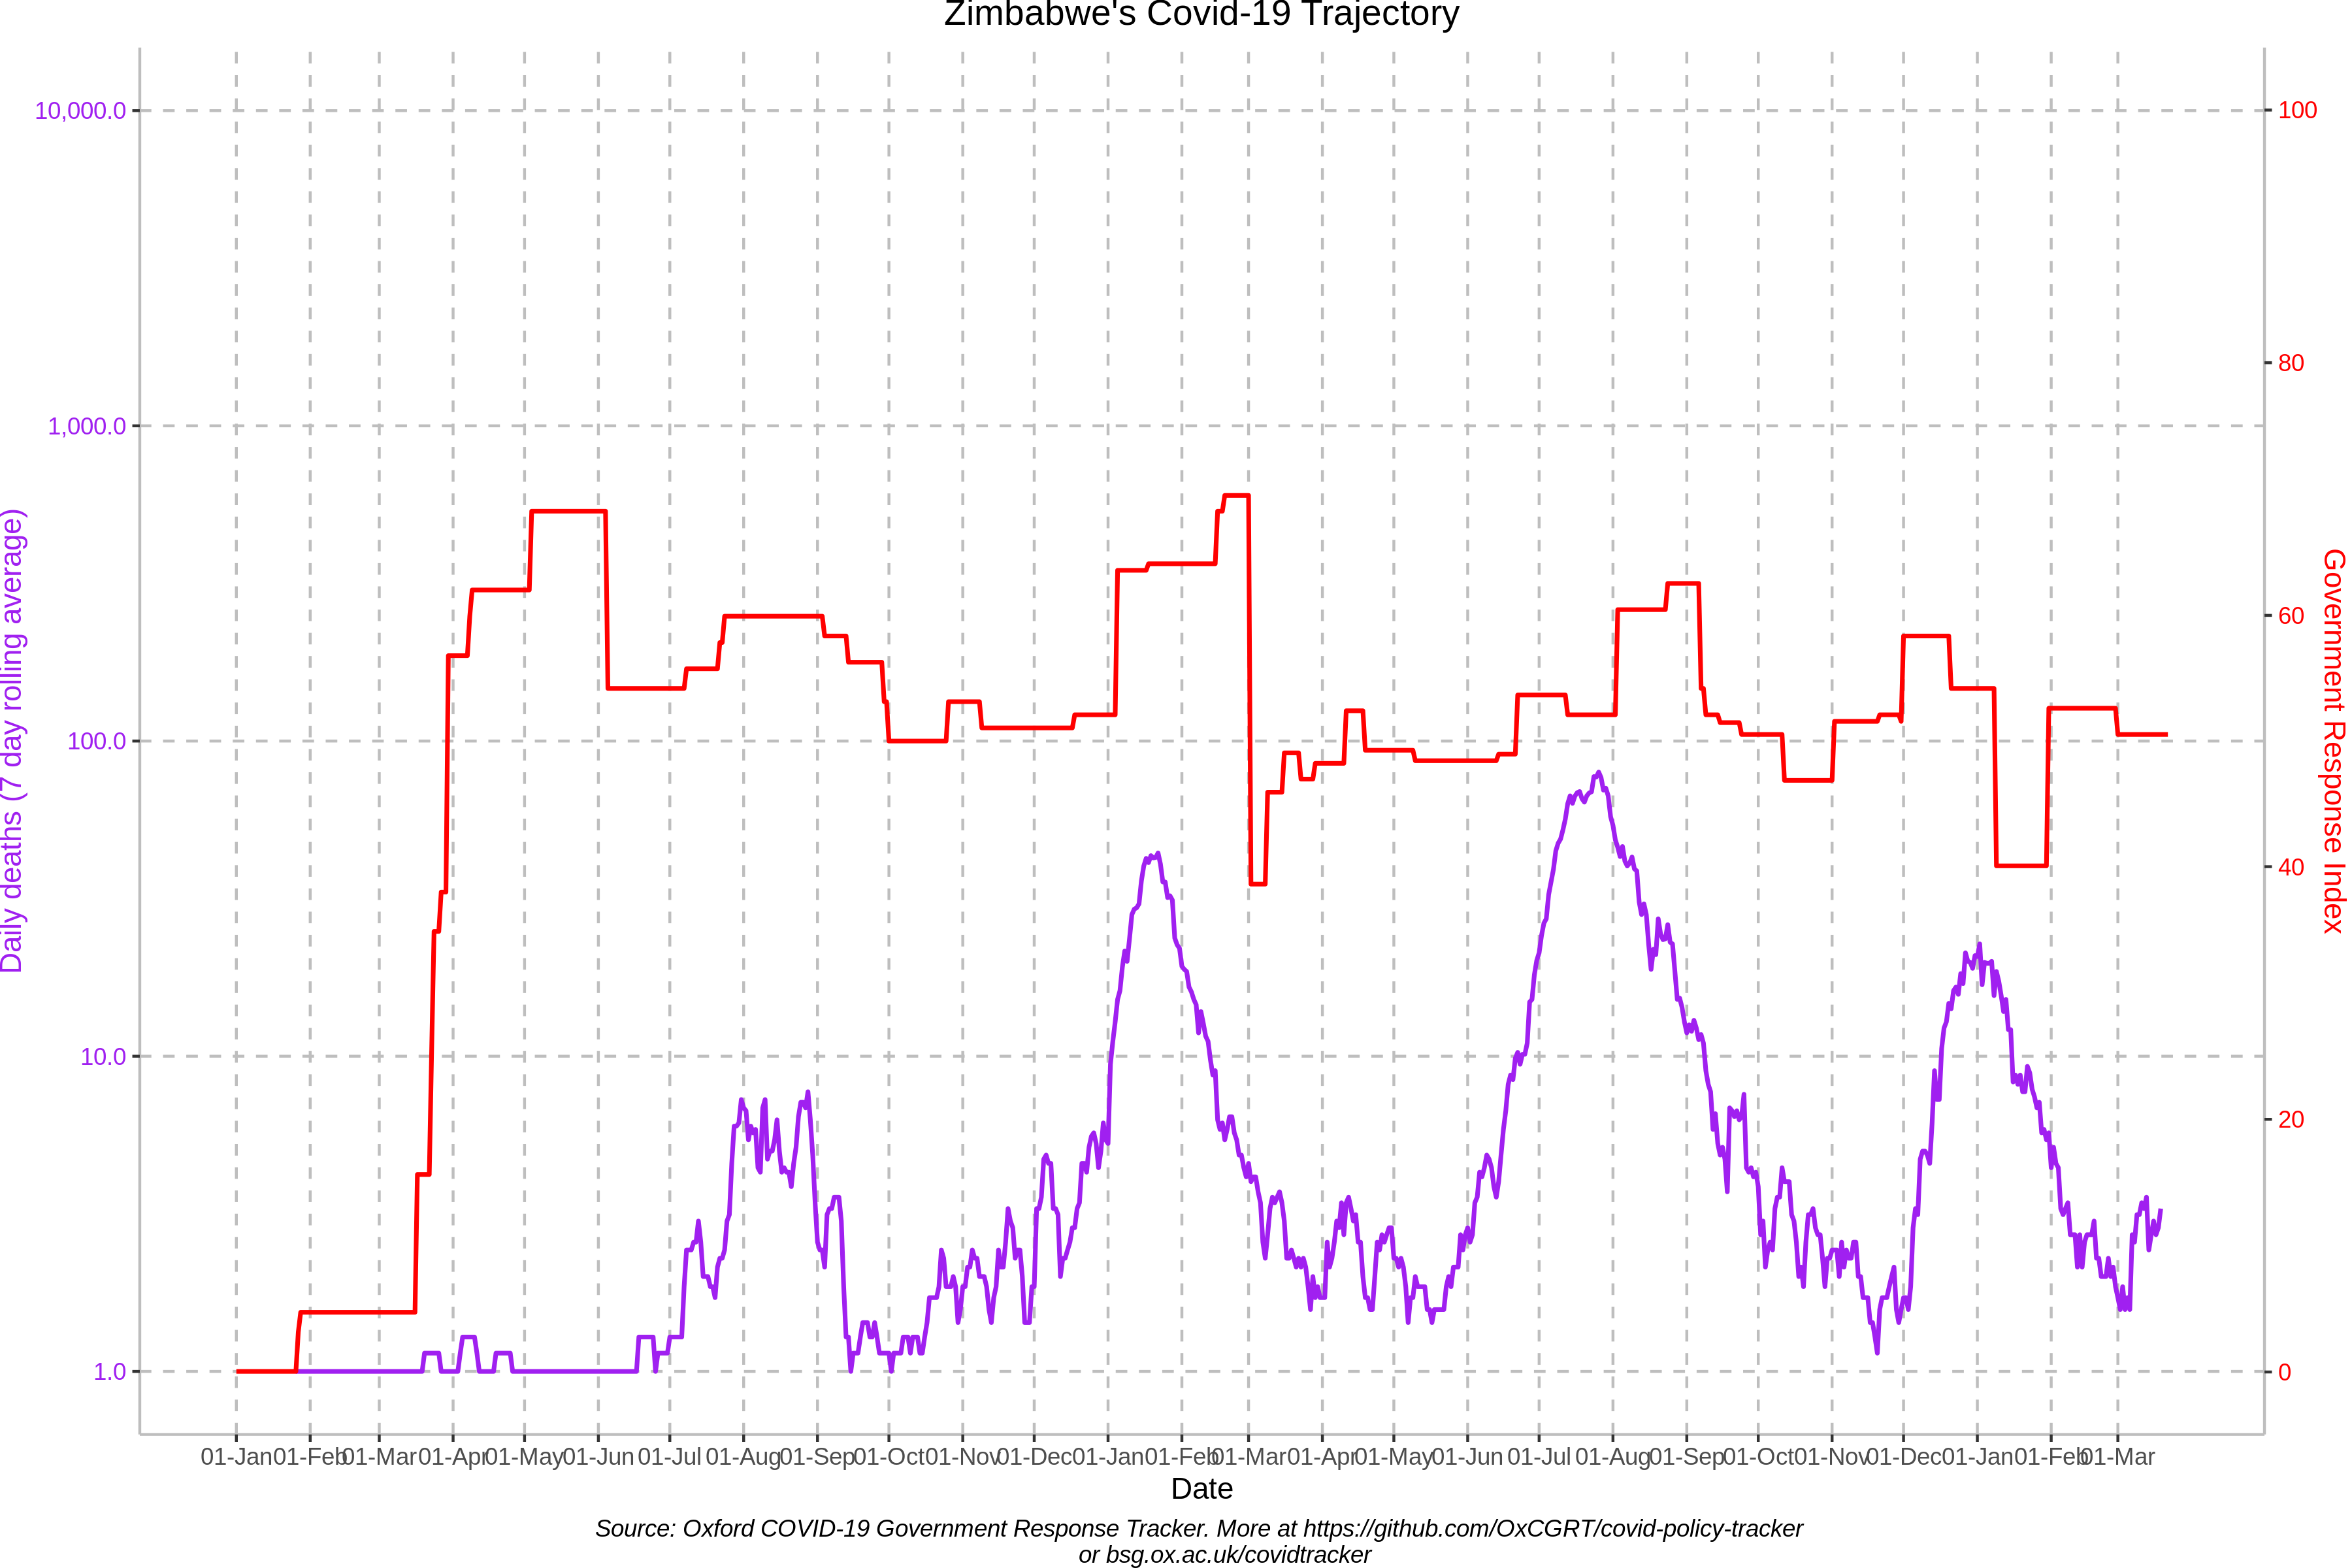 Zimbabwe's Covid-19 Trajectory
10,000.0
1,000.0
100.0
10.0
1.0
Daily deaths (7 day rolling average)
100
80
60
40
20
0
Government Response Index
01-Jan 01-Feb 01-Mar 01-Apr 01-May 01-Jun 01-Jul 01-Aug 01-Sep 01-Oct 01-Nov 01-Dec 01-Jan 01-Feb 01-Mar 01-Apr 01-May 01-Jun 01-Jul 01-Aug 01-Sep 01-Oct 01-Nov 01-Dec 01-Jan 01-Feb 01-Mar
Date
Source: Oxford COVID-19 Government Response Tracker. More at https://github.com/OxCGRT/covid-policy-tracker
or bsg.ox.ac.uk/covidtracker